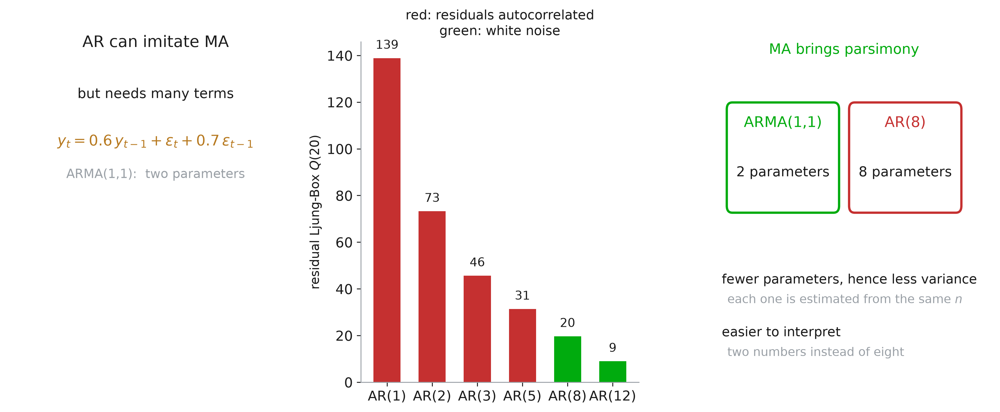 AR can imitate MA
but needs many terms
yₜ = 0.6 yₜ₋₁ + εₜ + 0.7 εₜ₋₁
ARMA(1,1):  two parameters
red: residuals autocorrelated
green: white noise
residual Ljung-Box Q(20)
140
120
100
80
60
40
20
0
139
73
46
31
20
9
AR(1) AR(2) AR(3) AR(5) AR(8) AR(12)
MA brings parsimony
ARMA(1,1)
2 parameters
AR(8)
8 parameters
fewer parameters, hence less variance
each one is estimated from the same n
easier to interpret
two numbers instead of eight